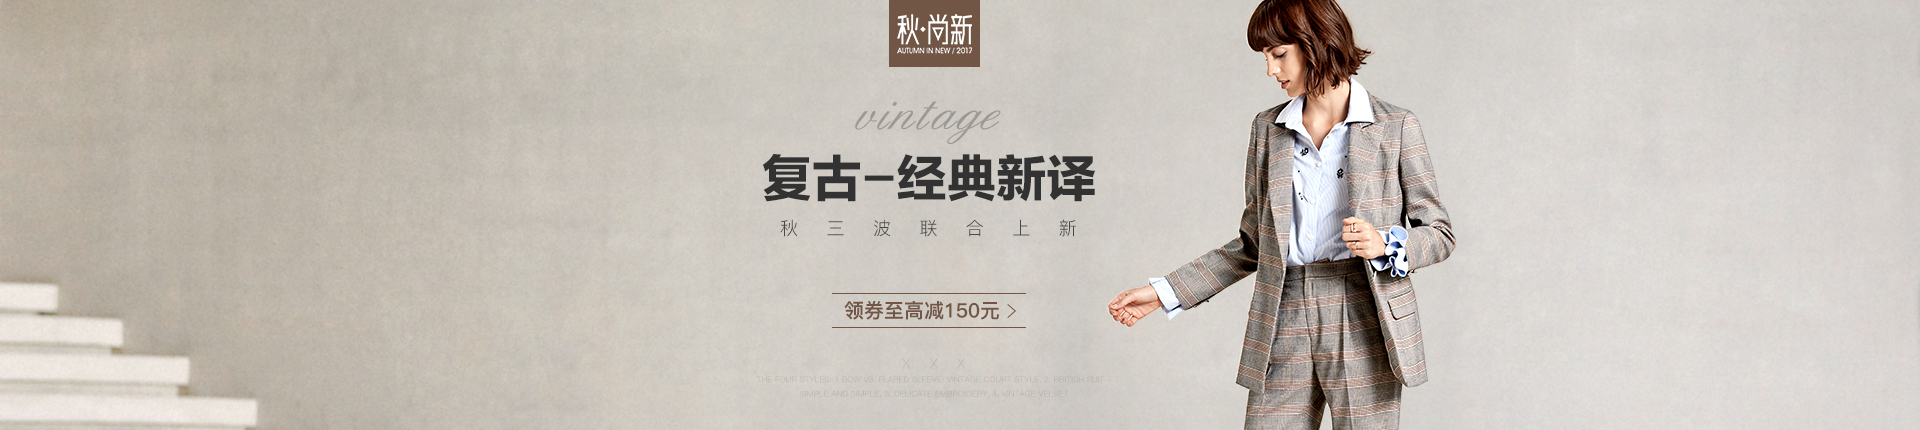 秋·尚新
AUTUMN IN NEW / 2017
vintage
复古-经典新译
秋三波联合上新
领券至高减150元 >
X X X
THE FOUR STYLES: 1. BOW VS. FLARED SLEEVE/ VINTAGE COURT STYLE, 2. BRITISH SUIT –
SIMPLE AND SIMPLE, 3. DELICATE EMBROIDERY, 4. VINTAGE VELVET